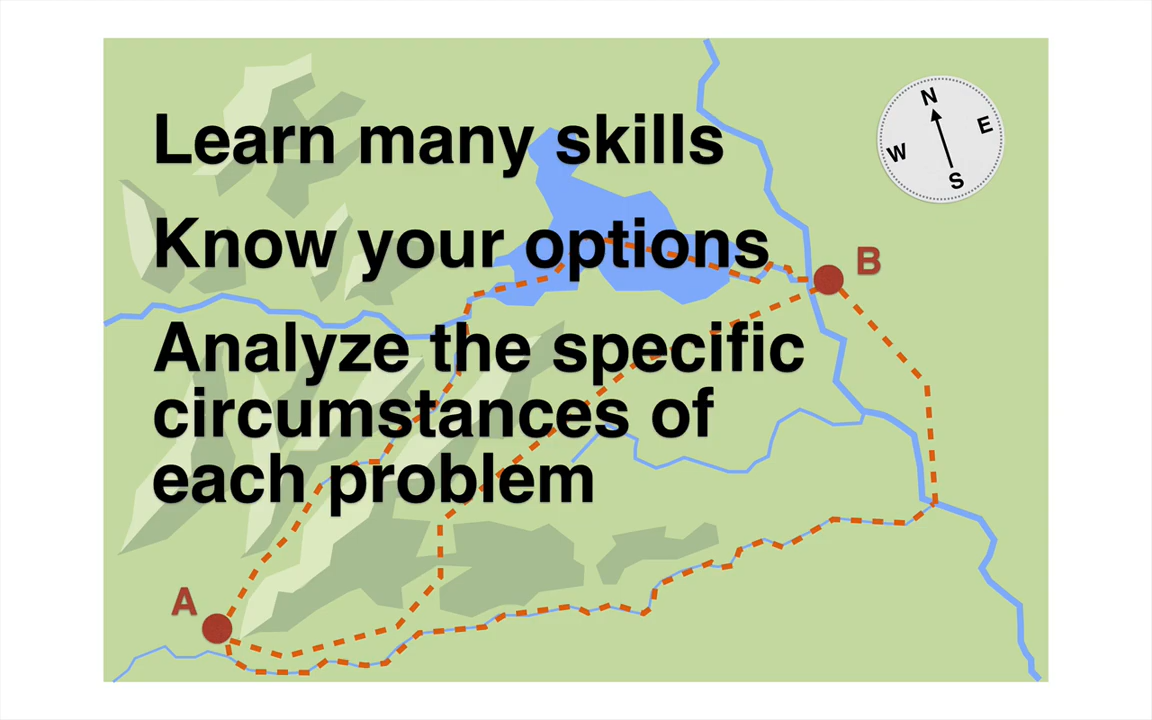 Learn many skills
N
E
W
S
Know your options
B
Analyze the specific
circumstances of
each problem
A